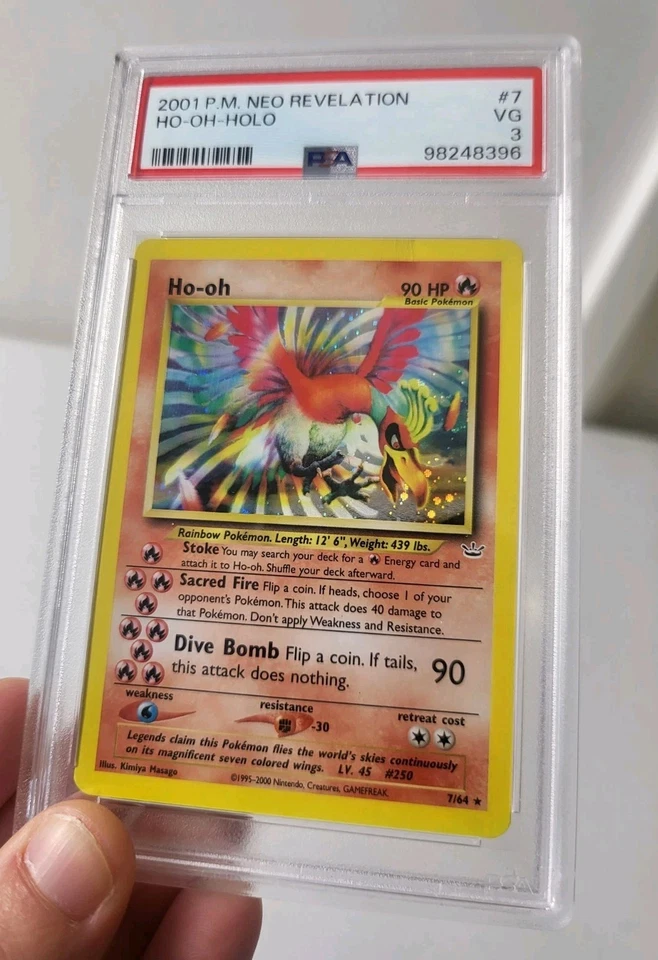 2001 P.M. NEO REVELATION #7
HO-OH-HOLO VG
3
PSA 98248396
Ho-oh 90 HP
Basic Pokémon
Rainbow Pokémon. Length: 12' 6", Weight: 439 lbs.
Stoke You may search your deck for a Energy card and
attach it to Ho-oh. Shuffle your deck afterward.
Sacred Fire Flip a coin. If heads, choose 1 of your
opponent's Pokémon. This attack does 40 damage to
that Pokémon. Don't apply Weakness and Resistance.
Dive Bomb Flip a coin. If tails,
this attack does nothing. 90
weakness resistance retreat cost
-30
Legends claim this Pokémon flies the world's skies continuously
on its magnificent seven colored wings. LV. 45 #250
Illus. Kimiya Masago ©1995-2000 Nintendo, Creatures, GAMEFREAK. 7/64 ★